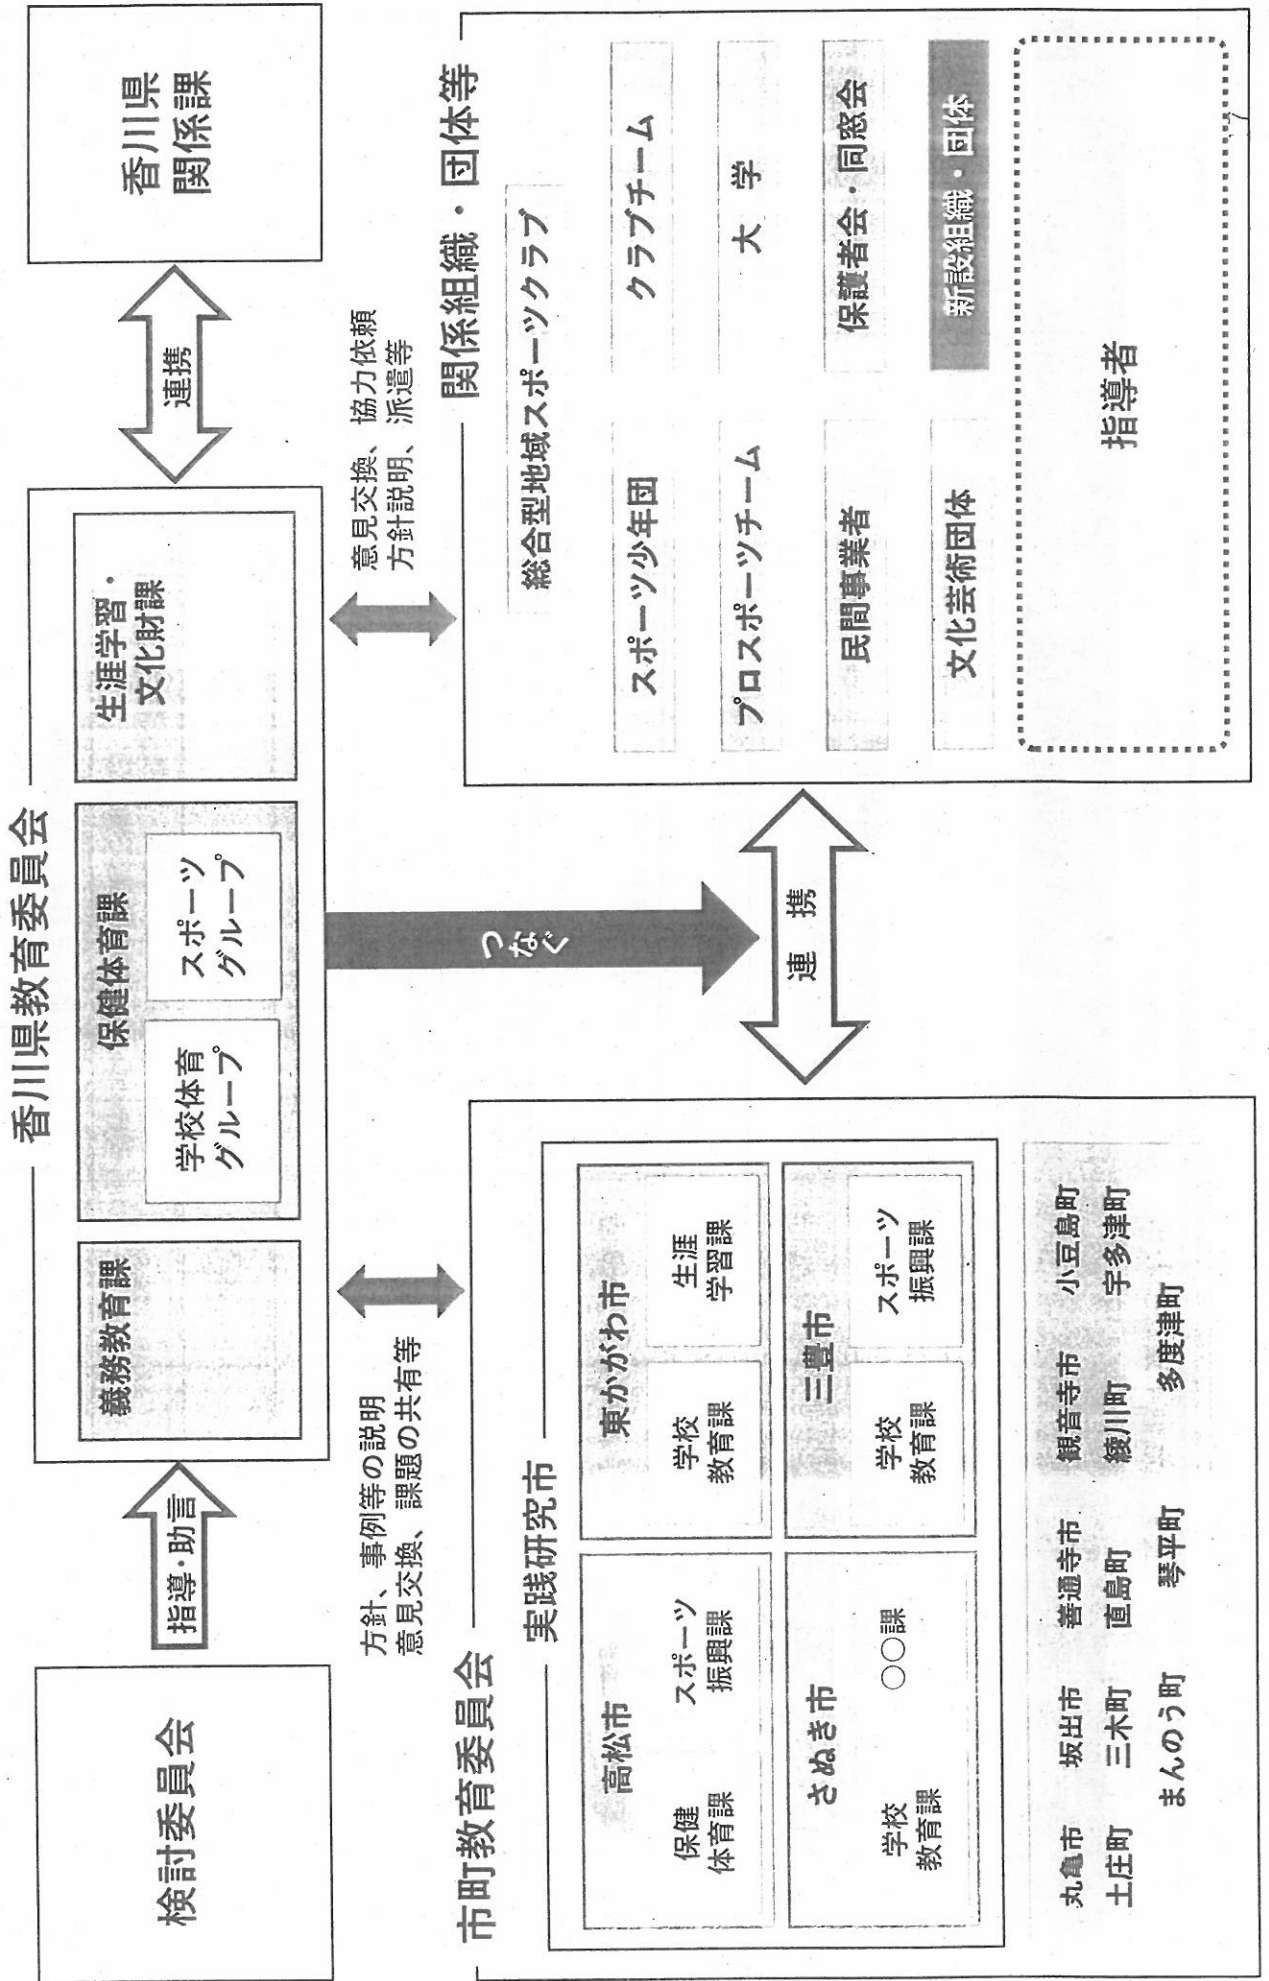 香川県教育委員会
検討委員会
指導・助言
義務教育課
保健体育課
学校体育
グループ
スポーツ
グループ
生涯学習・
文化財課
連携
香川県
関係課
方針、事例等の説明
意見交換、課題の共有等
つなぐ
意見交換、協力依頼
方針説明、派遣等
市町教育委員会
実践研究市
高松市
保健
体育課
スポーツ
振興課
東かがわ市
学校
教育課
生涯
学習課
さぬき市
学校
教育課
○○課
三豊市
学校
教育課
スポーツ
振興課
丸亀市 坂出市 善通寺市 観音寺市 小豆島町
土庄町 三木町 直島町 綾川町 宇多津町
まんのう町 琴平町 多度津町
連携
関係組織・団体等
総合型地域スポーツクラブ
スポーツ少年団 クラブチーム
プロスポーツチーム 大学
民間事業者 保護者会・同窓会
文化芸術団体 新設組織・団体
指導者